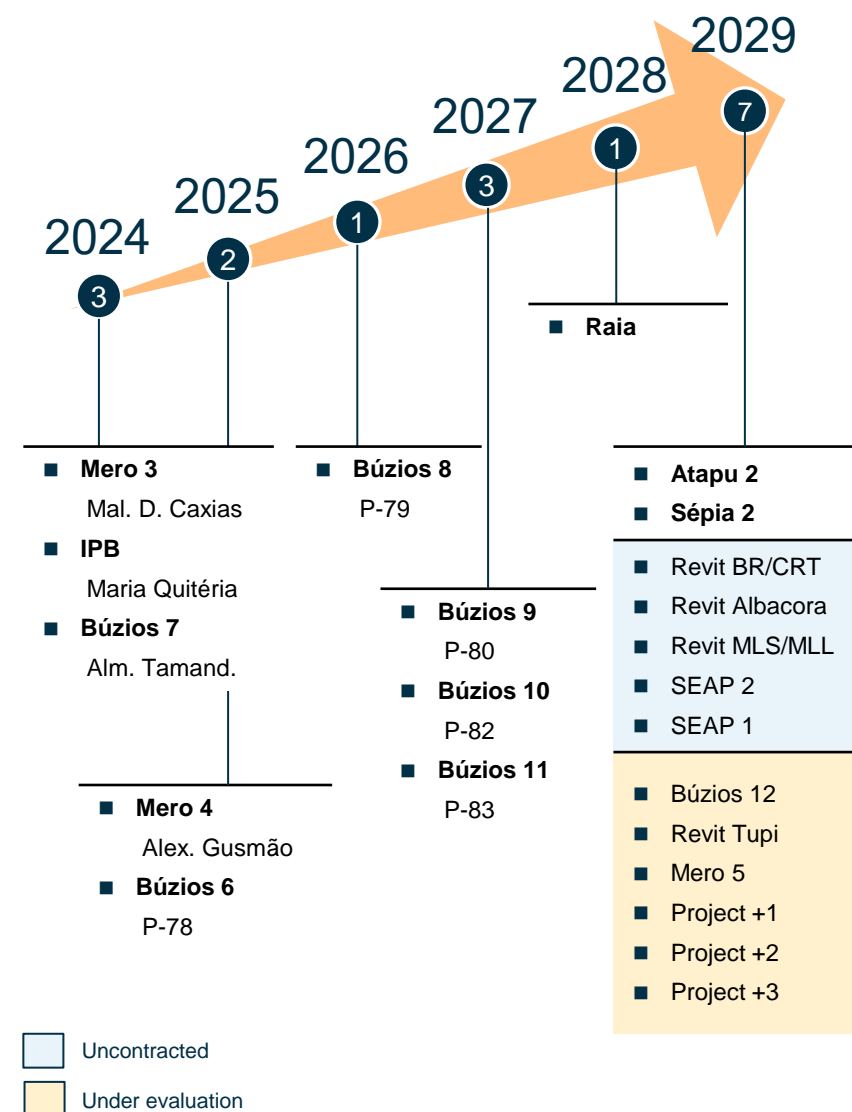 2024
2025
2026
2027
2028
2029
3
2
1
3
1
7
Mero 3
Mal. D. Caxias
IPB
Maria Quitéria
Búzios 7
Alm. Tamand.
Mero 4
Alex. Gusmão
Búzios 6
P-78
Búzios 8
P-79
Búzios 9
P-80
Búzios 10
P-82
Búzios 11
P-83
Raia
Atapu 2
Sépia 2
Revit BR/CRT
Revit Albacora
Revit MLS/MLL
SEAP 2
SEAP 1
Búzios 12
Revit Tupi
Mero 5
Project +1
Project +2
Project +3
Uncontracted
Under evaluation